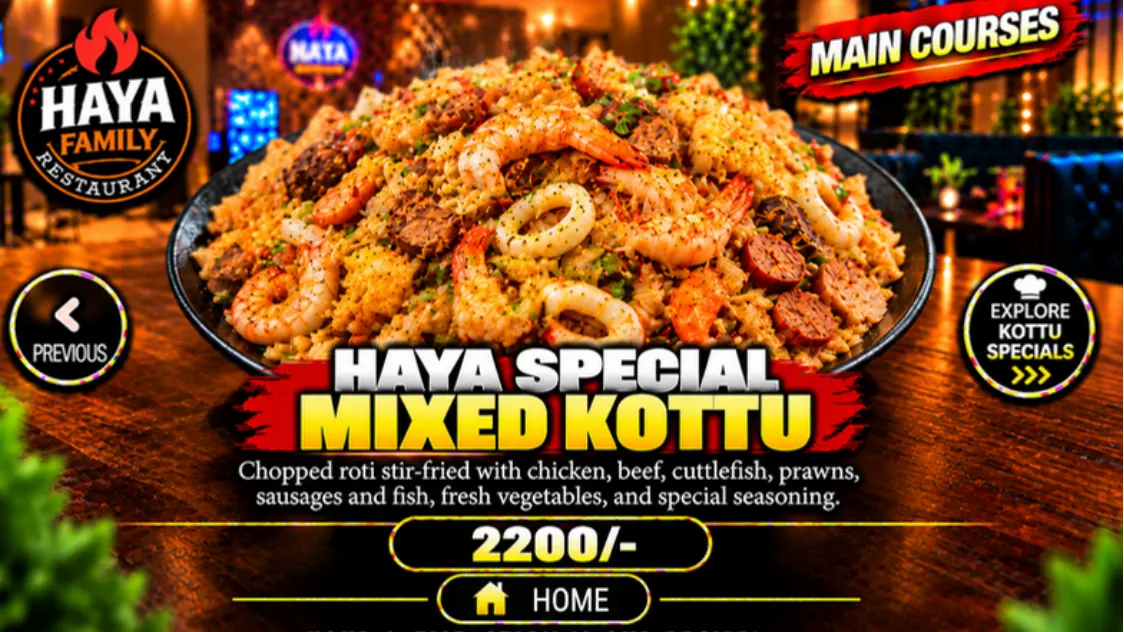 HAYA
FAMILY
RESTAURANT
HAYA
MAIN COURSES
PREVIOUS
EXPLORE
KOTTU
SPECIALS
HAYA SPECIAL
MIXED KOTTU
Chopped roti stir-fried with chicken, beef, cuttlefish, prawns,
sausages and fish, fresh vegetables, and special seasoning.
2200/-
HOME